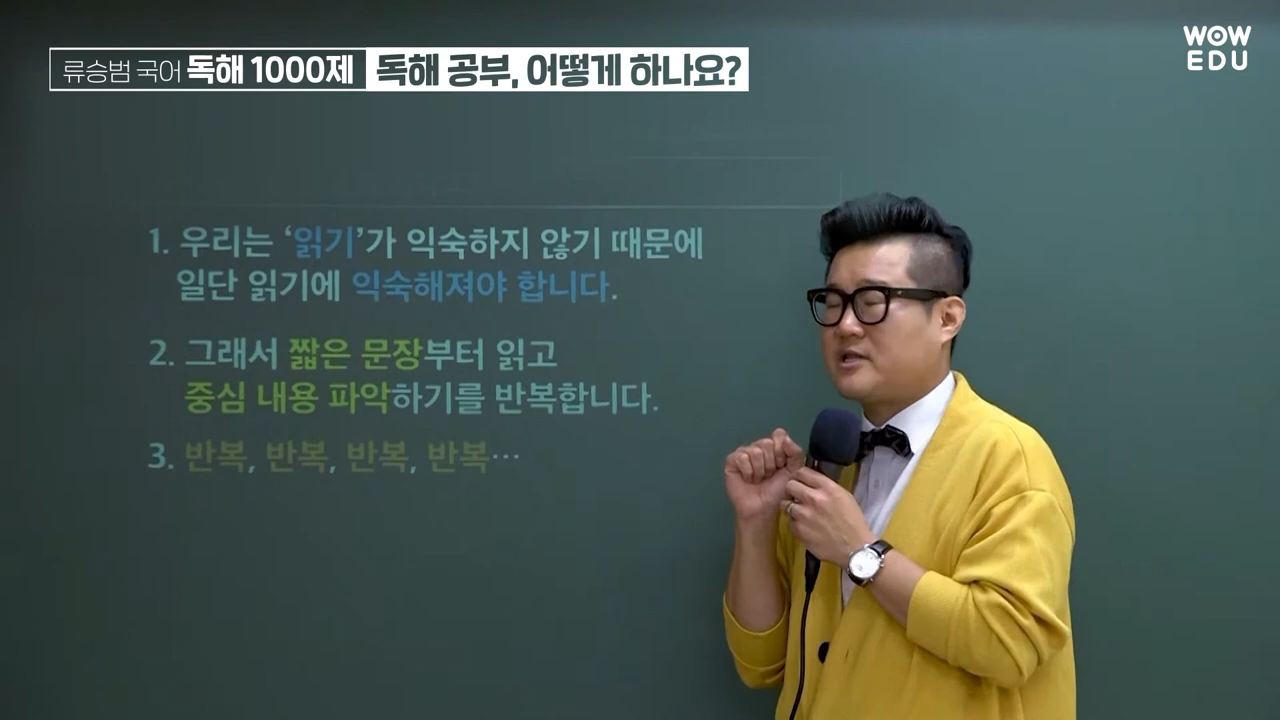 류승범 국어 독해 1000제 독해 공부, 어떻게 하나요?
WOW
EDU
1. 우리는 ‘읽기’가 익숙하지 않기 때문에
일단 읽기에 익숙해져야 합니다.
2. 그래서 짧은 문장부터 읽고
중심 내용 파악하기를 반복합니다.
3. 반복, 반복, 반복, 반복…